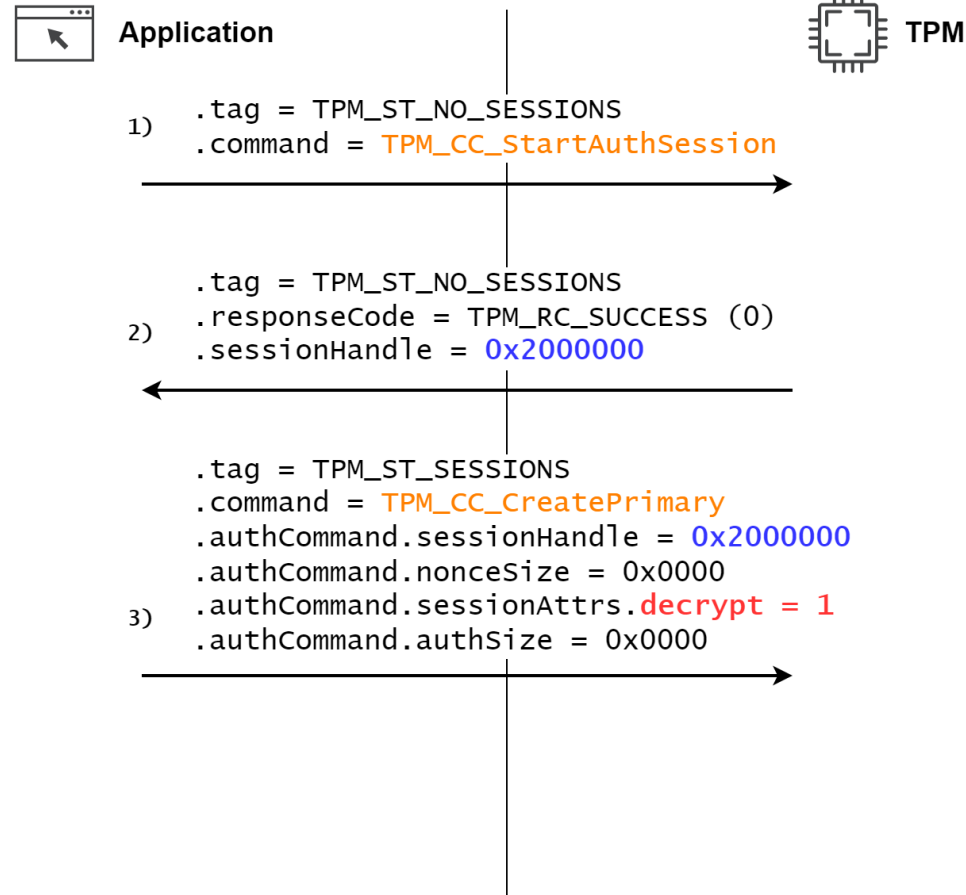 Application
TPM
1)
.tag = TPM_ST_NO_SESSIONS
.command = TPM_CC_StartAuthSession
2)
.tag = TPM_ST_NO_SESSIONS
.responseCode = TPM_RC_SUCCESS (0)
.sessionHandle = 0x2000000
3)
.tag = TPM_ST_SESSIONS
.command = TPM_CC_CreatePrimary
.authCommand.sessionHandle = 0x2000000
.authCommand.nonceSize = 0x0000
.authCommand.sessionAttrs.decrypt = 1
.authCommand.authSize = 0x0000